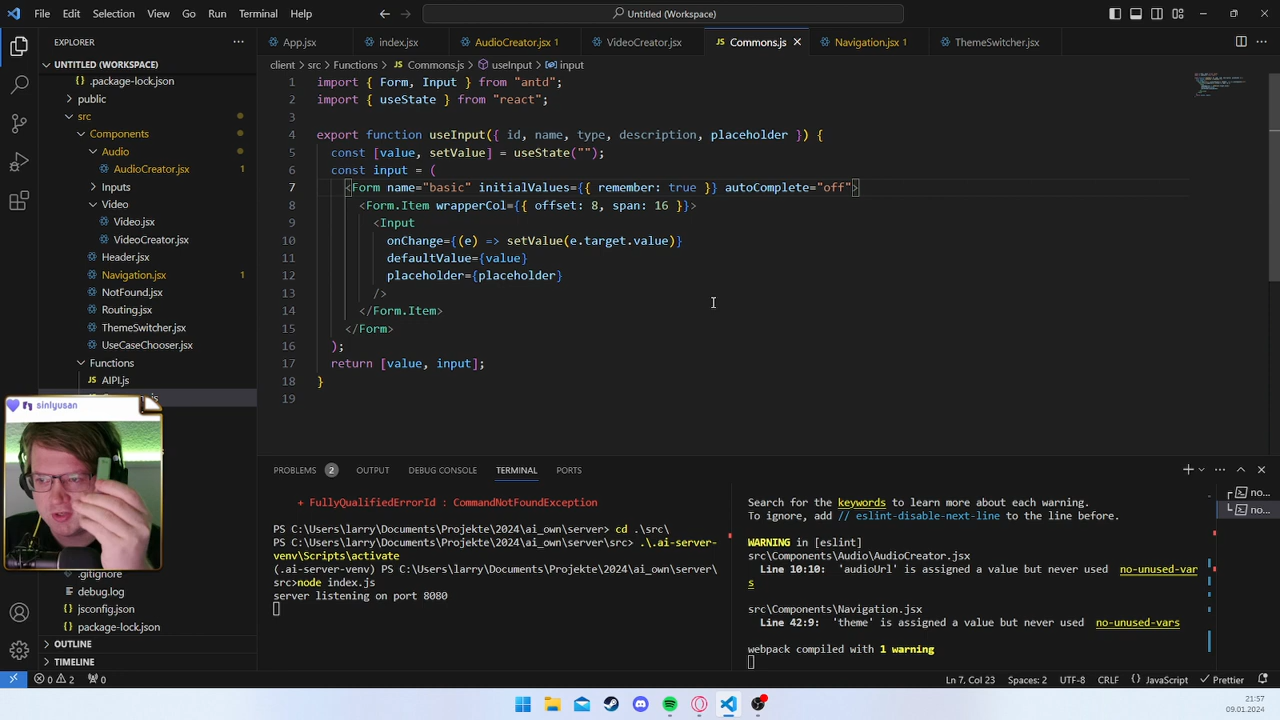 File Edit Selection View Go Run Terminal Help
Untitled (Workspace)
EXPLORER
UNTITLED (WORKSPACE)
.package-lock.json
public
src
Components
Audio
AudioCreator.jsx 1
Inputs
Video
Video.jsx
VideoCreator.jsx
Header.jsx
Navigation.jsx 1
NotFound.jsx
Routing.jsx
ThemeSwitcher.jsx
UseCaseChooser.jsx
Functions
AIPI.js
sinlyusan
.gitignore
debug.log
jsconfig.json
package-lock.json
OUTLINE
TIMELINE
App.jsx index.jsx AudioCreator.jsx 1 VideoCreator.jsx Commons.js Navigation.jsx 1 ThemeSwitcher.jsx
client > src > Functions > Commons.js > useInput > input
1 import { Form, Input } from "antd";
2 import { useState } from "react";
3
4 export function useInput({ id, name, type, description, placeholder }) {
5 const [value, setValue] = useState("");
6 const input = (
7 <Form name="basic" initialValues={{ remember: true }} autoComplete="off">
8 <Form.Item wrapperCol={{ offset: 8, span: 16 }}>
9 <Input
10 onChange={(e) => setValue(e.target.value)}
11 defaultValue={value}
12 placeholder={placeholder}
13 />
14 </Form.Item>
15 </Form>
16 );
17 return [value, input];
18 }
19
PROBLEMS 2 OUTPUT DEBUG CONSOLE TERMINAL PORTS
+ FullyQualifiedErrorId : CommandNotFoundException
PS C:\Users\larry\Documents\Projekte\2024\ai_own\server> cd .\src\
PS C:\Users\larry\Documents\Projekte\2024\ai_own\server\src> .\.ai-server-
venv\Scripts\activate
(.ai-server-venv) PS C:\Users\larry\Documents\Projekte\2024\ai_own\server\
src>node index.js
server listening on port 8080
Search for the keywords to learn more about each warning.
To ignore, add // eslint-disable-next-line to the line before.
WARNING in [eslint]
src\Components\Audio\AudioCreator.jsx
Line 10:10: 'audioUrl' is assigned a value but never used no-unused-var
s
src\Components\Navigation.jsx
Line 42:9: 'theme' is assigned a value but never used no-unused-vars
webpack compiled with 1 warning
no...
no...
0 2 0
Ln 7, Col 23 Spaces: 2 UTF-8 CRLF JavaScript Prettier
21:57
09.01.2024